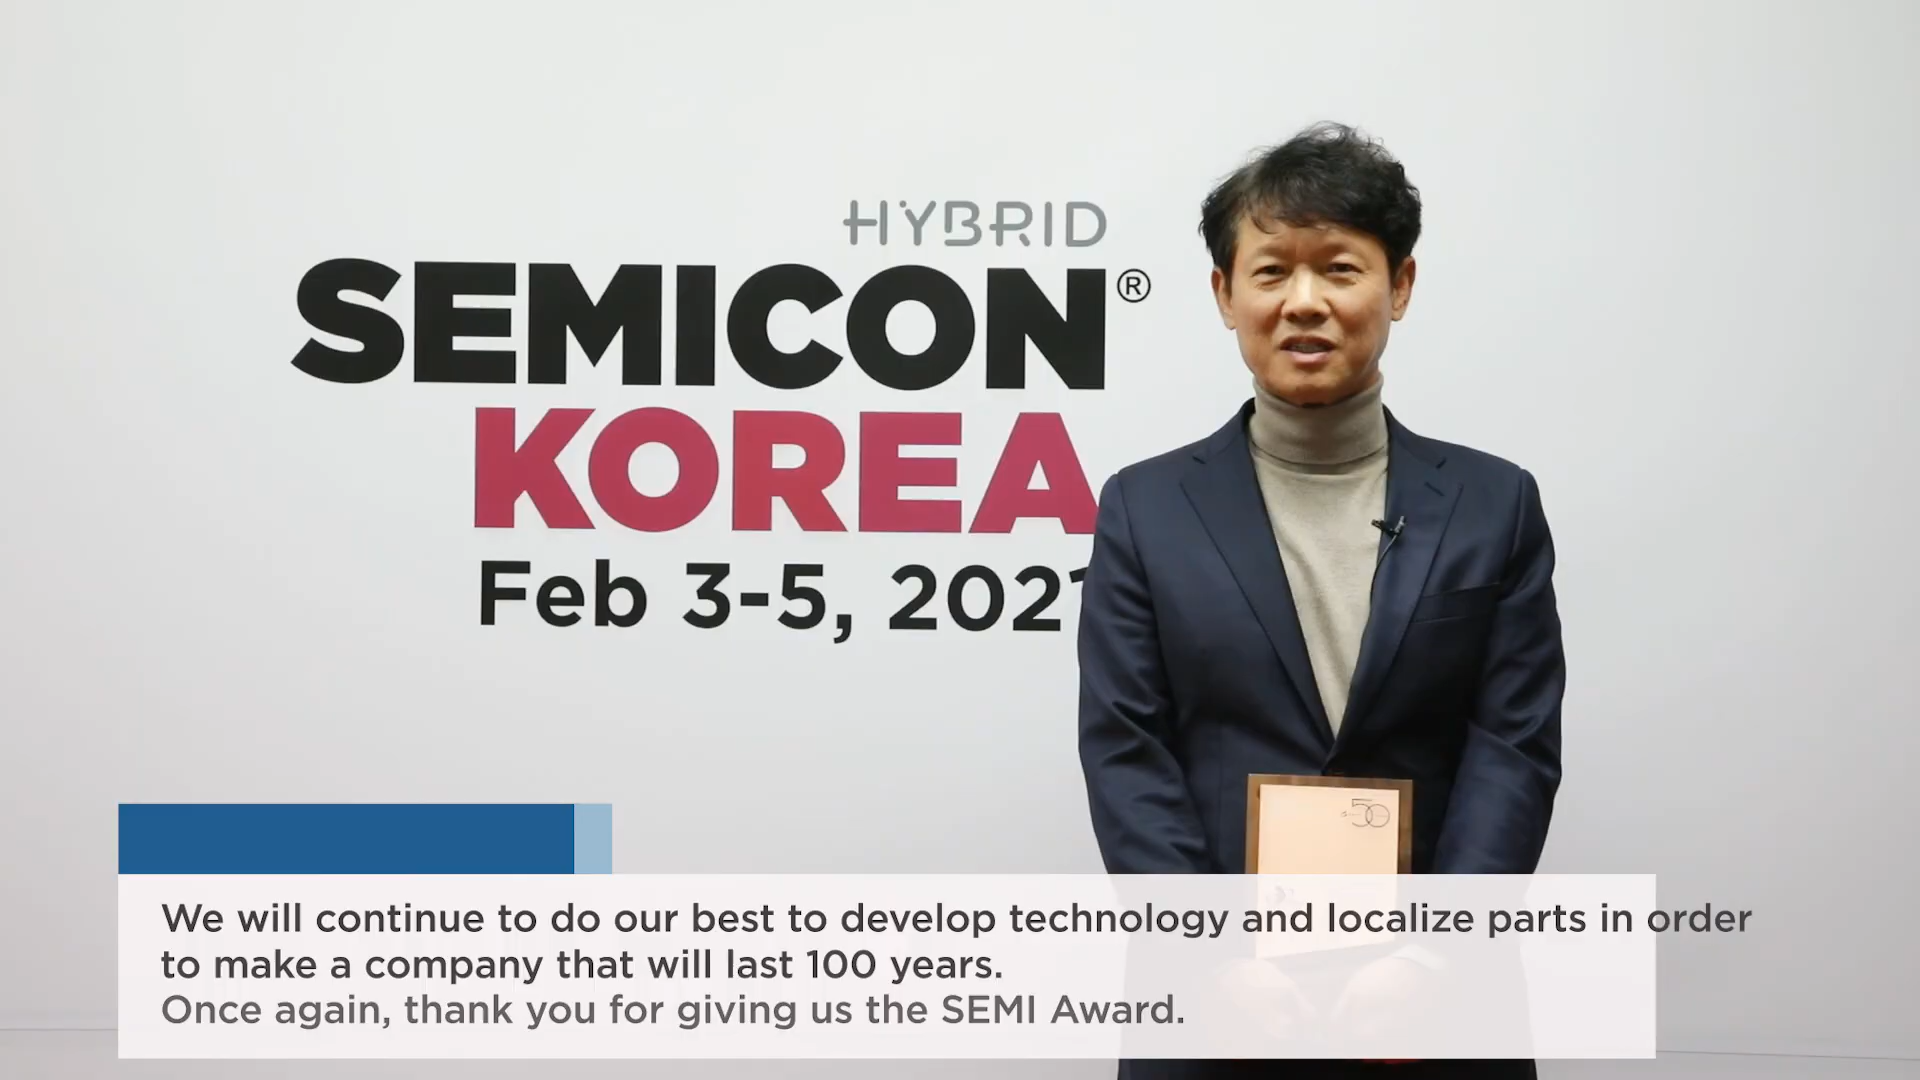 HYBRID
SEMICON®
KOREA
Feb 3-5, 2021
50
We will continue to do our best to develop technology and localize parts in order
to make a company that will last 100 years.
Once again, thank you for giving us the SEMI Award.